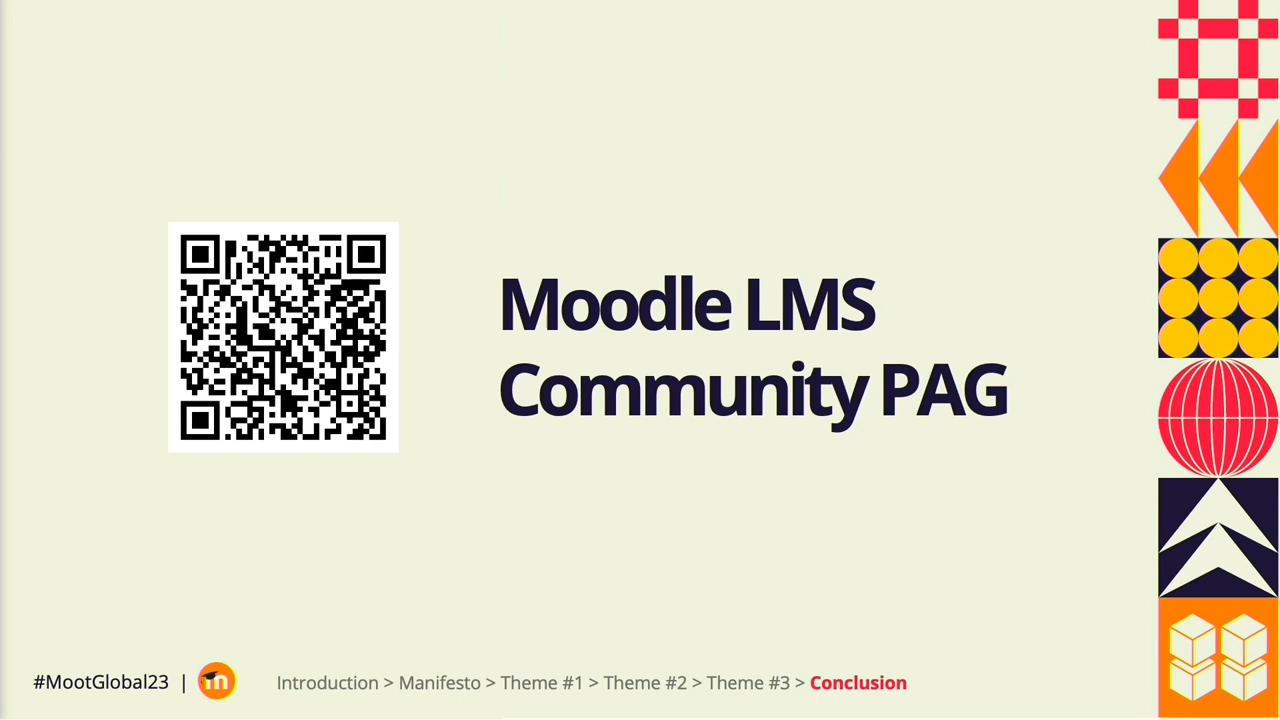 Moodle LMS
Community PAG
#MootGlobal23 | m Introduction > Manifesto > Theme #1 > Theme #2 > Theme #3 > Conclusion